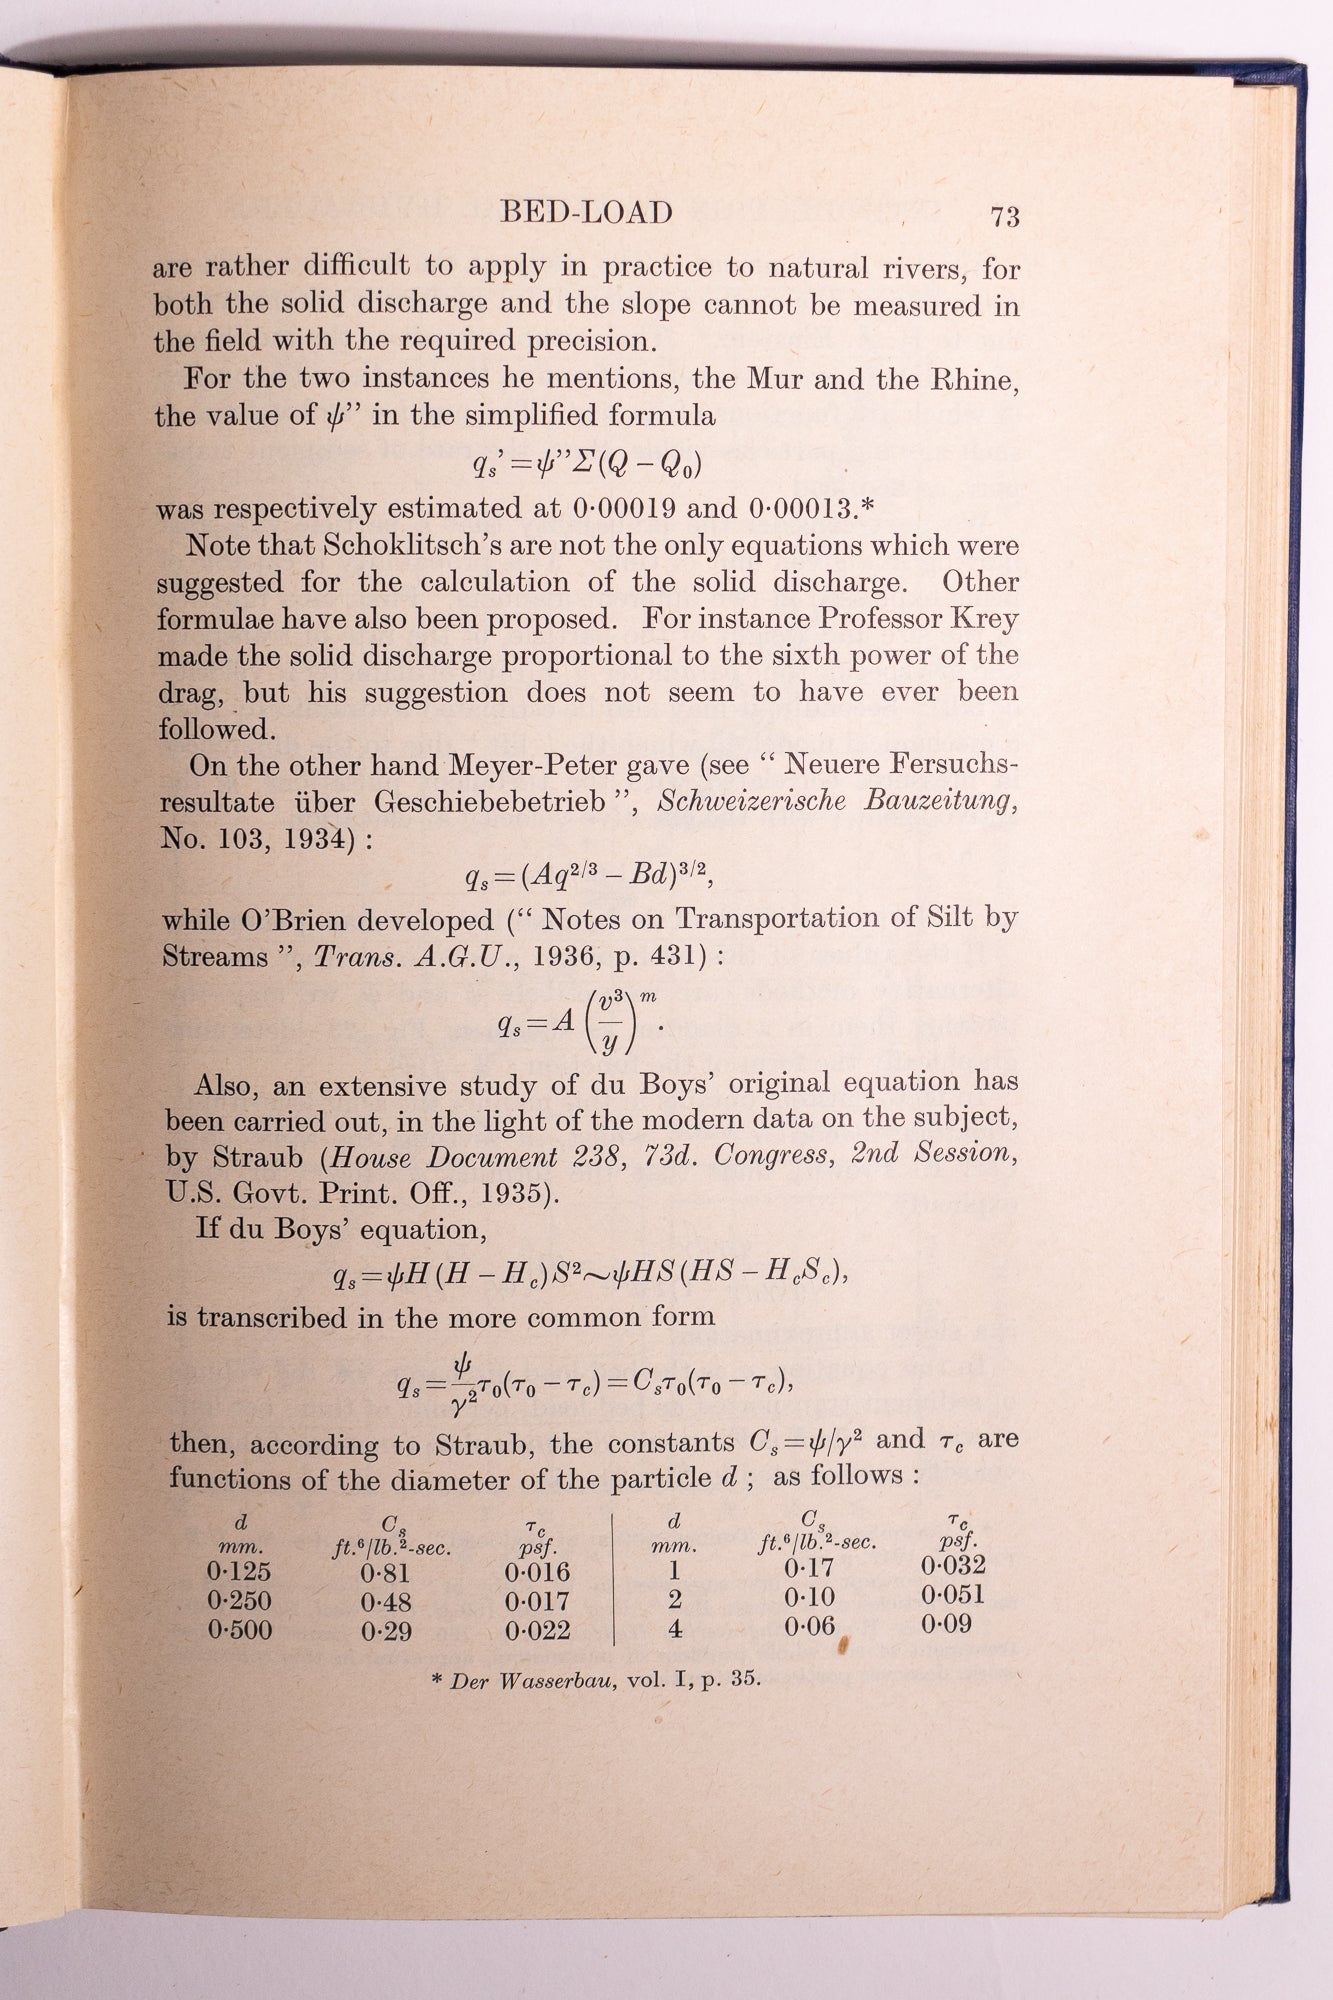 BED-LOAD 73
are rather difficult to apply in practice to natural rivers, for
both the solid discharge and the slope cannot be measured in
the field with the required precision.
For the two instances he mentions, the Mur and the Rhine,
the value of ψ” in the simplified formula
qₛ’=ψ”Σ(Q – Q₀)
was respectively estimated at 0·00019 and 0·00013.*
Note that Schoklitsch’s are not the only equations which were
suggested for the calculation of the solid discharge. Other
formulae have also been proposed. For instance Professor Krey
made the solid discharge proportional to the sixth power of the
drag, but his suggestion does not seem to have ever been
followed.
On the other hand Meyer-Peter gave (see “ Neuere Fersuchs-
resultate über Geschiebebetrieb ”, Schweizerische Bauzeitung,
No. 103, 1934) :
qₛ=(Aq²/³ – Bd)³/²,
while O’Brien developed (“ Notes on Transportation of Silt by
Streams ”, Trans. A.G.U., 1936, p. 431) :
qₛ=A(v³/y)ᵐ.
Also, an extensive study of du Boys’ original equation has
been carried out, in the light of the modern data on the subject,
by Straub (House Document 238, 73d. Congress, 2nd Session,
U.S. Govt. Print. Off., 1935).
If du Boys’ equation,
qₛ=ψH(H – H_c)S²~ψHS(HS – H_cS_c),
is transcribed in the more common form
qₛ=ψ/γ²τ₀(τ₀ – τ_c)=Cₛτ₀(τ₀ – τ_c),
then, according to Straub, the constants Cₛ=ψ/γ² and τ_c are
functions of the diameter of the particle d ; as follows :
d Cₛ τ_c d Cₛ τ_c
mm. ft.⁶/lb.²-sec. psf. mm. ft.⁶/lb.²-sec. psf.
0·125 0·81 0·016 1 0·17 0·032
0·250 0·48 0·017 2 0·10 0·051
0·500 0·29 0·022 4 0·06 0·09
* Der Wasserbau, vol. I, p. 35.